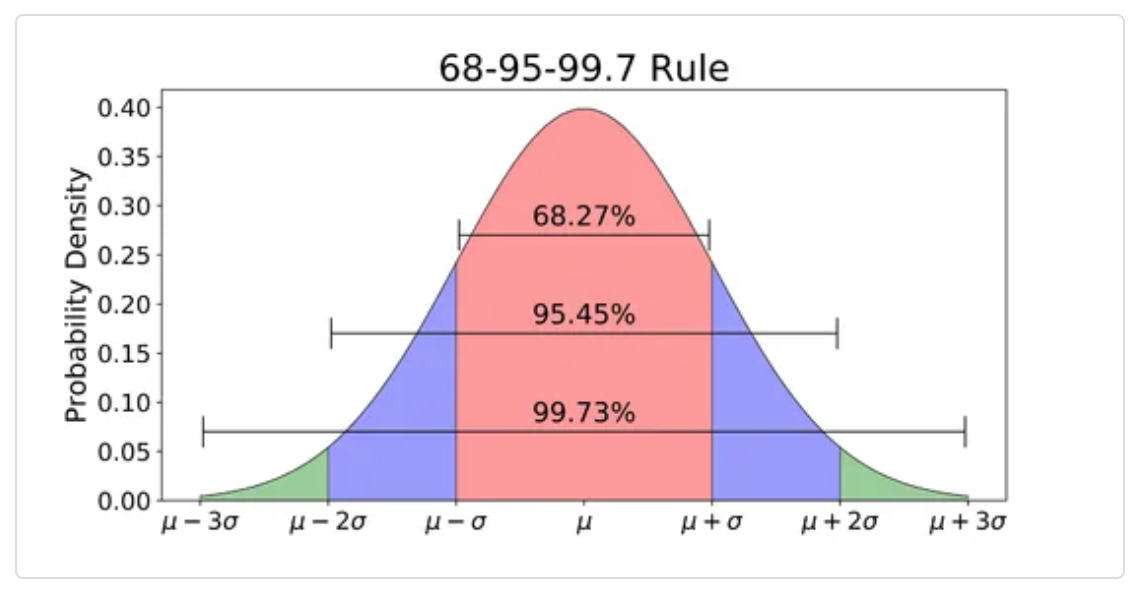 68-95-99.7 Rule
Probability Density
0.40
0.35
0.30
0.25
0.20
0.15
0.10
0.05
0.00
68.27%
95.45%
99.73%
μ − 3σ
μ − 2σ
μ − σ
μ
μ + σ
μ + 2σ
μ + 3σ